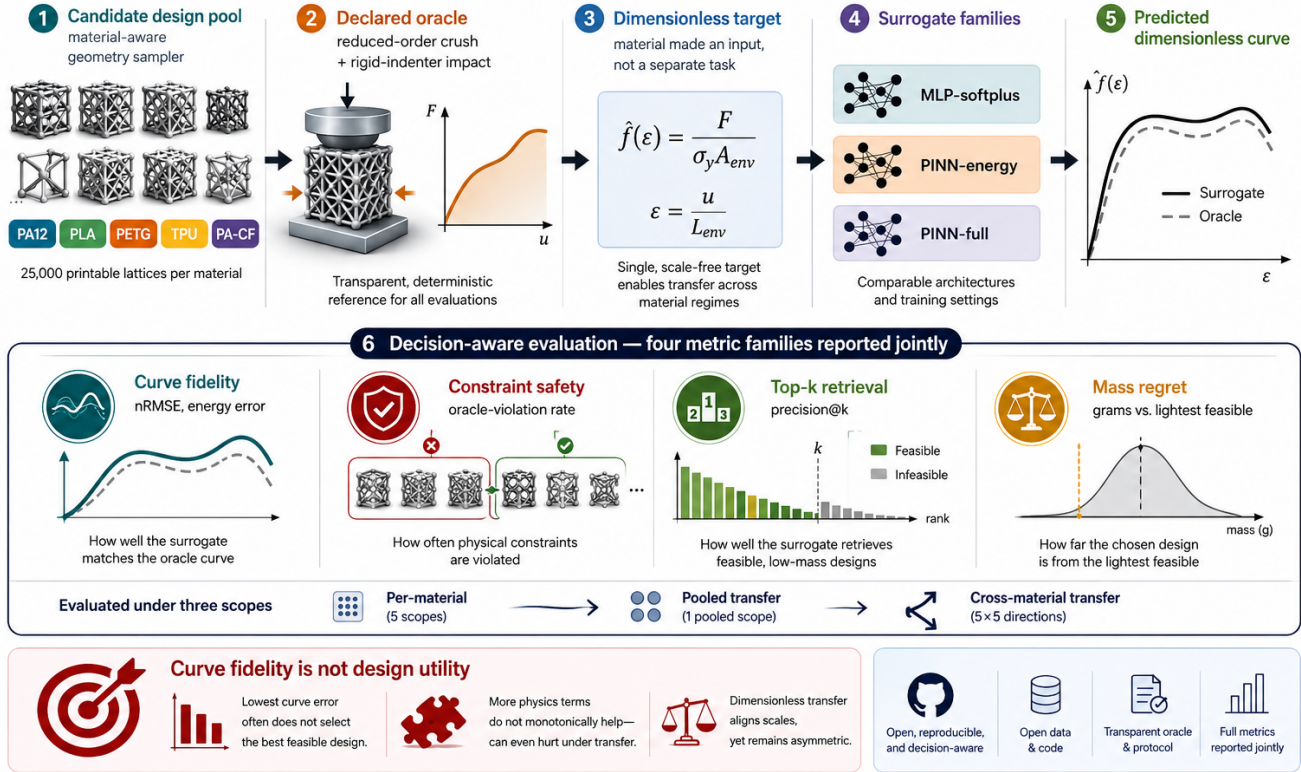 1 Candidate design pool
material-aware
geometry sampler
...
PA12 PLA PETG TPU PA-CF
25,000 printable lattices per material
2 Declared oracle
reduced-order crush
+ rigid-indenter impact
F
u
Transparent, deterministic
reference for all evaluations
3 Dimensionless target
material made an input,
not a separate task
f̂(ε) = F / σ_y A_env
ε = u / L_env
Single, scale-free target
enables transfer across
material regimes
4 Surrogate families
MLP-softplus
PINN-energy
PINN-full
Comparable architectures
and training settings
5 Predicted
dimensionless curve
f̂(ε)
Surrogate
Oracle
ε
6 Decision-aware evaluation — four metric families reported jointly
Curve fidelity
nRMSE, energy error
How well the surrogate
matches the oracle curve
Constraint safety
oracle-violation rate
...
How often physical constraints
are violated
Top-k retrieval
precision@k
2 1 3
k
Feasible
Infeasible
rank
How well the surrogate retrieves
feasible, low-mass designs
Mass regret
grams vs. lightest feasible
mass (g)
How far the chosen design
is from the lightest feasible
Evaluated under three scopes
Per-material
(5 scopes)
Pooled transfer
(1 pooled scope)
Cross-material transfer
(5×5 directions)
Curve fidelity is not design utility
Lowest curve error
often does not select
the best feasible design.
More physics terms
do not monotonically help—
can even hurt under transfer.
Dimensionless transfer
aligns scales,
yet remains asymmetric.
Open, reproducible,
and decision-aware
Open data
& code
Transparent oracle
& protocol
Full metrics
reported jointly